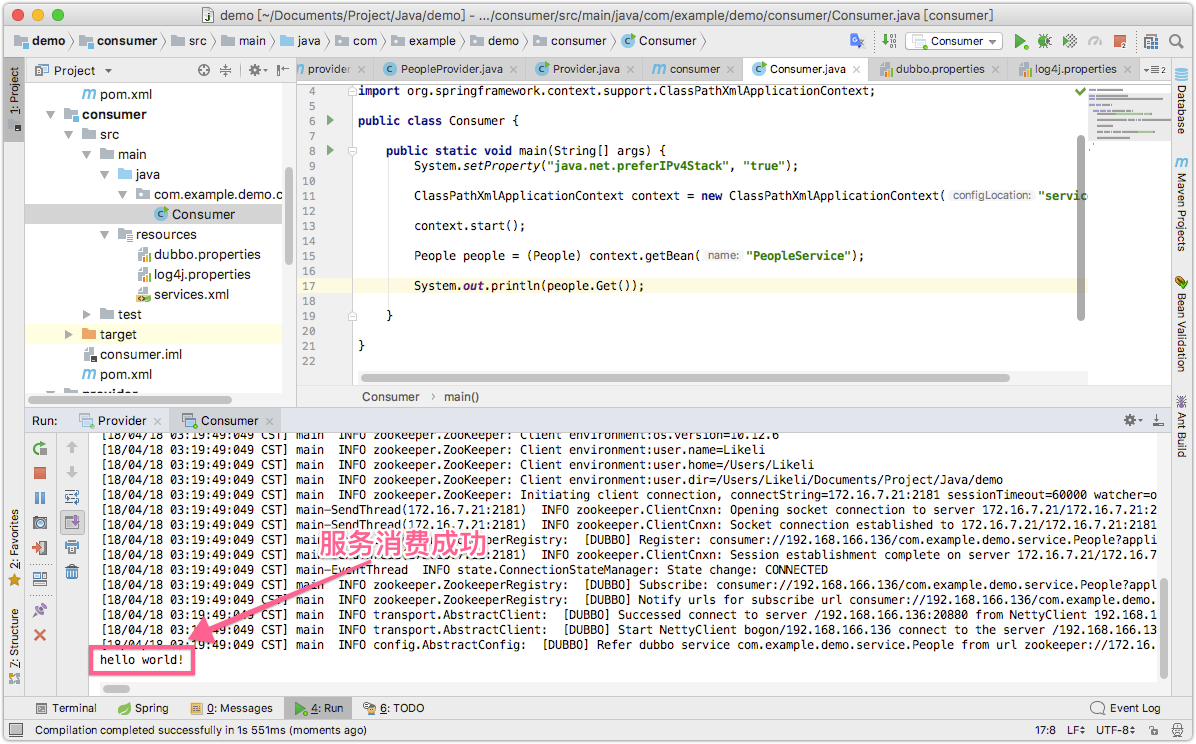 demo [~/Documents/Project/Java/demo] - .../consumer/src/main/java/com/example/demo/consumer/Consumer.java [consumer]
demo consumer src main java com example demo consumer Consumer
Consumer
Project
provider PeopleProvider.java Provider.java consumer Consumer.java dubbo.properties log4j.properties
1: Project
pom.xml
consumer
src
main
java
com.example.demo.c
Consumer
resources
dubbo.properties
log4j.properties
services.xml
test
target
consumer.iml
pom.xml
4 import org.springframework.context.support.ClassPathXmlApplicationContext;
5
6 public class Consumer {
7
8 public static void main(String[] args) {
9 System.setProperty("java.net.preferIPv4Stack", "true");
10
11 ClassPathXmlApplicationContext context = new ClassPathXmlApplicationContext( configLocation: "service
12
13 context.start();
14
15 People people = (People) context.getBean( name: "PeopleService");
16
17 System.out.println(people.Get());
18
19 }
20
21 }
22
Consumer › main()
Database
Maven Projects
Bean Validation
Ant Build
Run: Provider Consumer
[18/04/18 03:19:49:049 CST] main INFO zookeeper.ZooKeeper: Client environment:os.version=10.12.6
[18/04/18 03:19:49:049 CST] main INFO zookeeper.ZooKeeper: Client environment:user.name=Likeli
[18/04/18 03:19:49:049 CST] main INFO zookeeper.ZooKeeper: Client environment:user.home=/Users/Likeli
[18/04/18 03:19:49:049 CST] main INFO zookeeper.ZooKeeper: Client environment:user.dir=/Users/Likeli/Documents/Project/Java/demo
[18/04/18 03:19:49:049 CST] main INFO zookeeper.ZooKeeper: Initiating client connection, connectString=172.16.7.21:2181 sessionTimeout=60000 watcher=o
[18/04/18 03:19:49:049 CST] main-SendThread(172.16.7.21:2181) INFO zookeeper.ClientCnxn: Opening socket connection to server 172.16.7.21/172.16.7.21:2
[18/04/18 03:19:49:049 CST] main-SendThread(172.16.7.21:2181) INFO zookeeper.ClientCnxn: Socket connection established to 172.16.7.21/172.16.7.21:2181
[18/04/18 03:19:49:049 CST] main
ZookeeperRegistry: [DUBBO] Register: consumer://192.168.166.136/com.example.demo.service.People?appli
服务消费成功
[18/04/18 03:19:49:049 CST]
2181) INFO zookeeper.ClientCnxn: Session establishment complete on server 172.16.7.21/172.16.7
[18/04/18 03:19:49:049 CST] main-EventThread INFO state.ConnectionStateManager: State change: CONNECTED
[18/04/18 03:19:49:049 CST] main INFO zookeeper.ZookeeperRegistry: [DUBBO] Subscribe: consumer://192.168.166.136/com.example.demo.service.People?appl
[18/04/18 03:19:49:049 CST] main INFO zookeeper.ZookeeperRegistry: [DUBBO] Notify urls for subscribe url consumer://192.168.166.136/com.example.demo.
[18/04/18 03:19:49:049 CST] main INFO transport.AbstractClient: [DUBBO] Successed connect to server /192.168.166.136:20880 from NettyClient 192.168.1
[18/04/18 03:19:49:049 CST] main INFO transport.AbstractClient: [DUBBO] Start NettyClient bogon/192.168.166.136 connect to the server /192.168.166.13
03:19:49:049 CST] main INFO config.AbstractConfig: [DUBBO] Refer dubbo service com.example.demo.service.People from url zookeeper://172.16.
hello world!
2: Favorites
7: Structure
Terminal Spring 0: Messages 4: Run 6: TODO Event Log
Compilation completed successfully in 1s 551ms (moments ago) 17:8 LF UTF-8